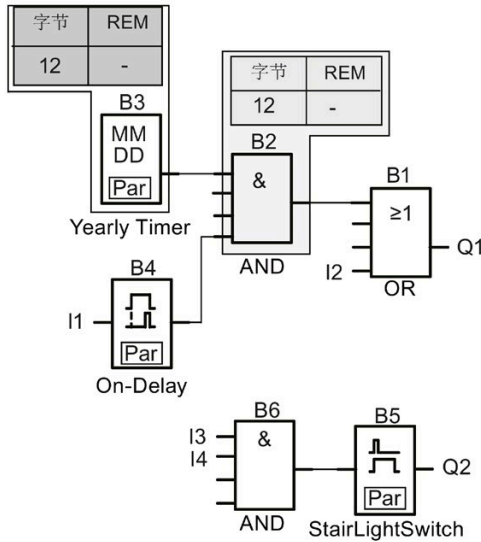 字节 REM
12 -
字节 REM
12 -
B3
MM
DD
Par
Yearly Timer
B2
&
AND
B1
≥1
I2
Q1
OR
B4
I1
Par
On-Delay
B6
I3
&
I4
AND
B5
Q2
Par
StairLightSwitch